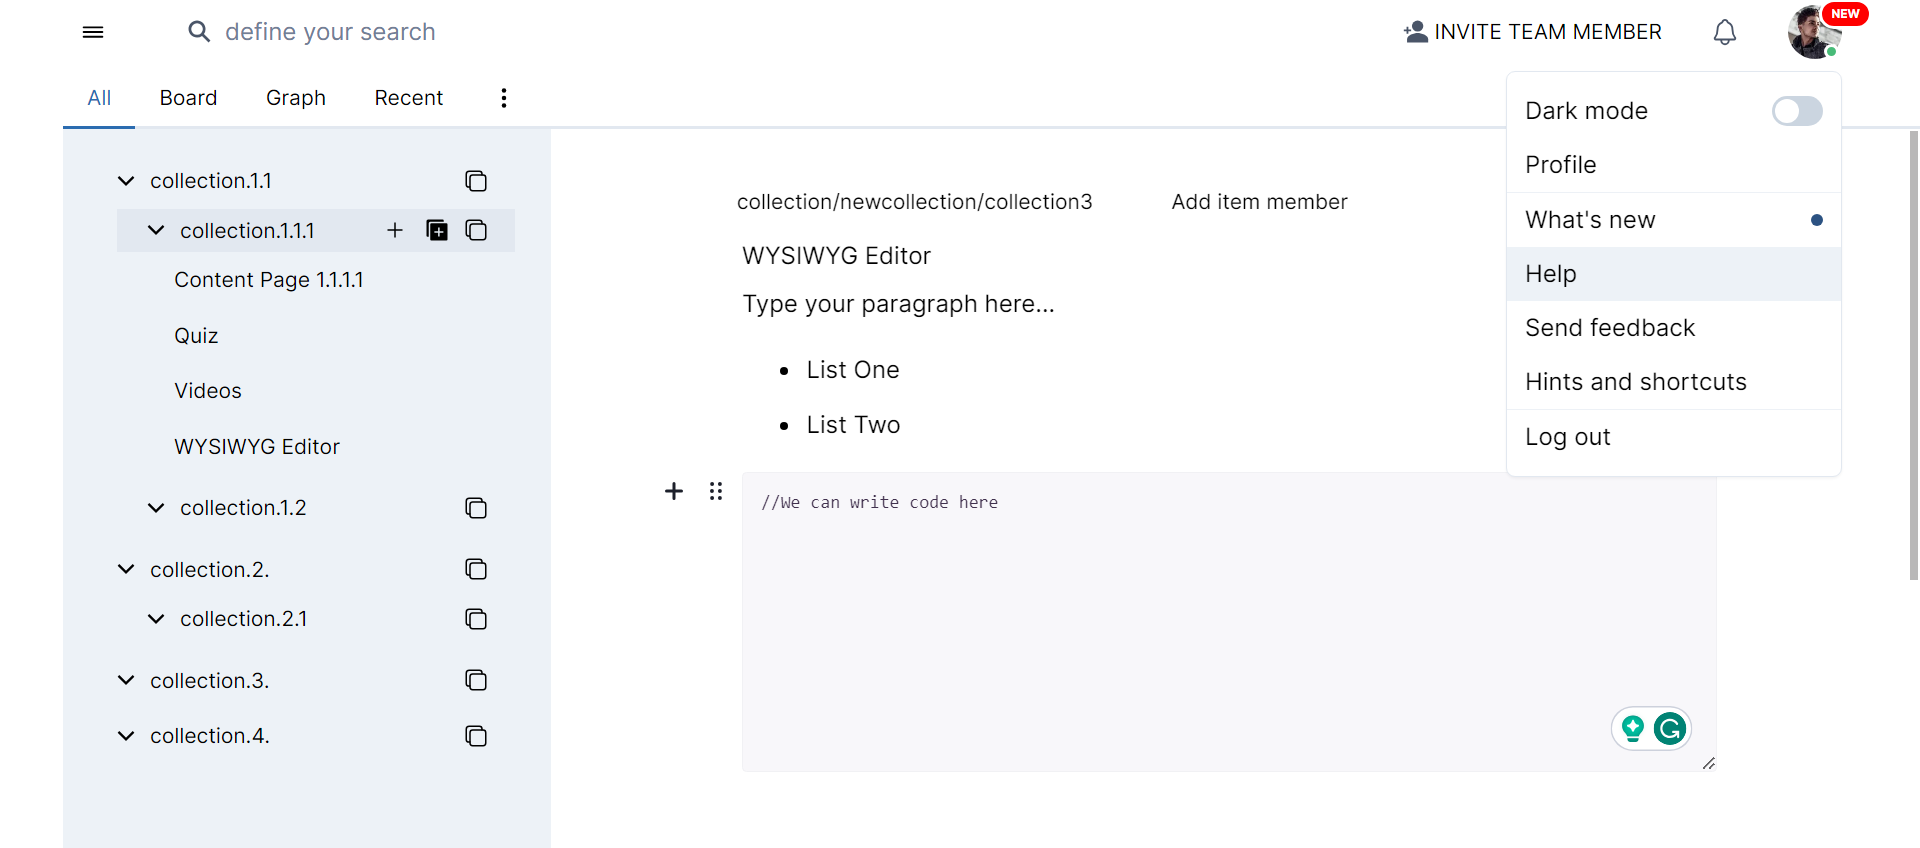 define your search
INVITE TEAM MEMBER
NEW
All
Board
Graph
Recent
collection.1.1
collection.1.1.1
Content Page 1.1.1.1
Quiz
Videos
WYSIWYG Editor
collection.1.2
collection.2.
collection.2.1
collection.3.
collection.4.
collection/newcollection/collection3
Add item member
WYSIWYG Editor
Type your paragraph here...
List One
List Two
//We can write code here
Dark mode
Profile
What's new
Help
Send feedback
Hints and shortcuts
Log out